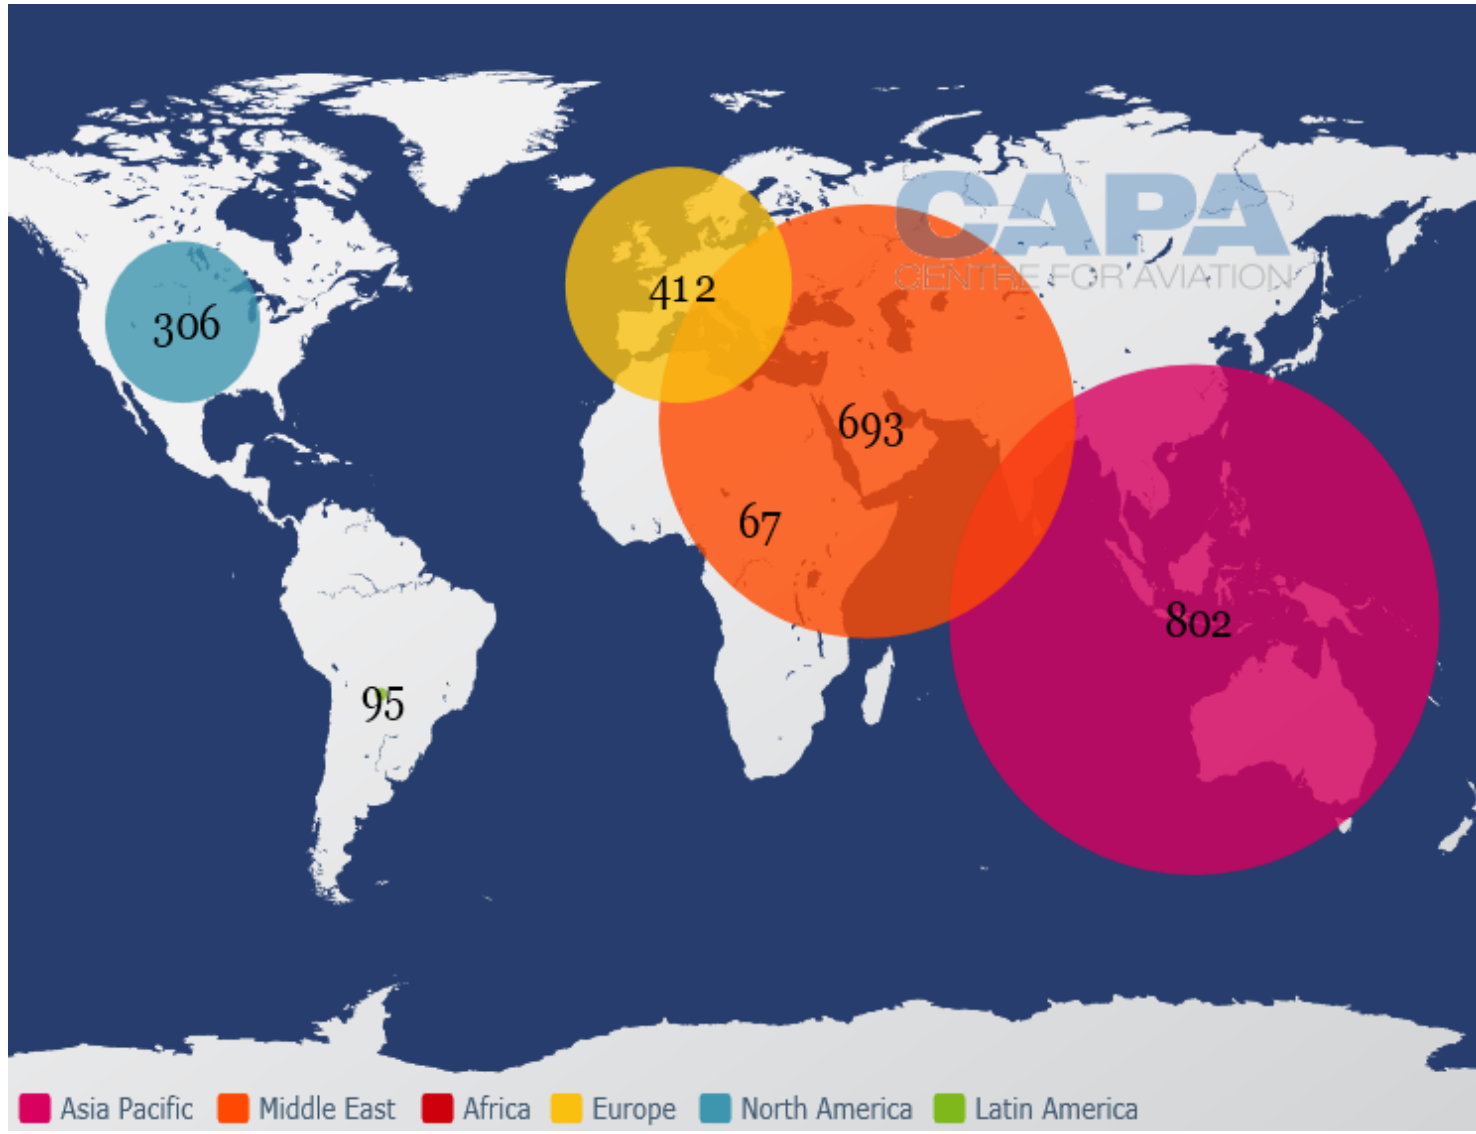 CAPA
CENTRE FOR AVIATION
412
306
693
67
802
95
Asia Pacific Middle East Africa Europe North America Latin America